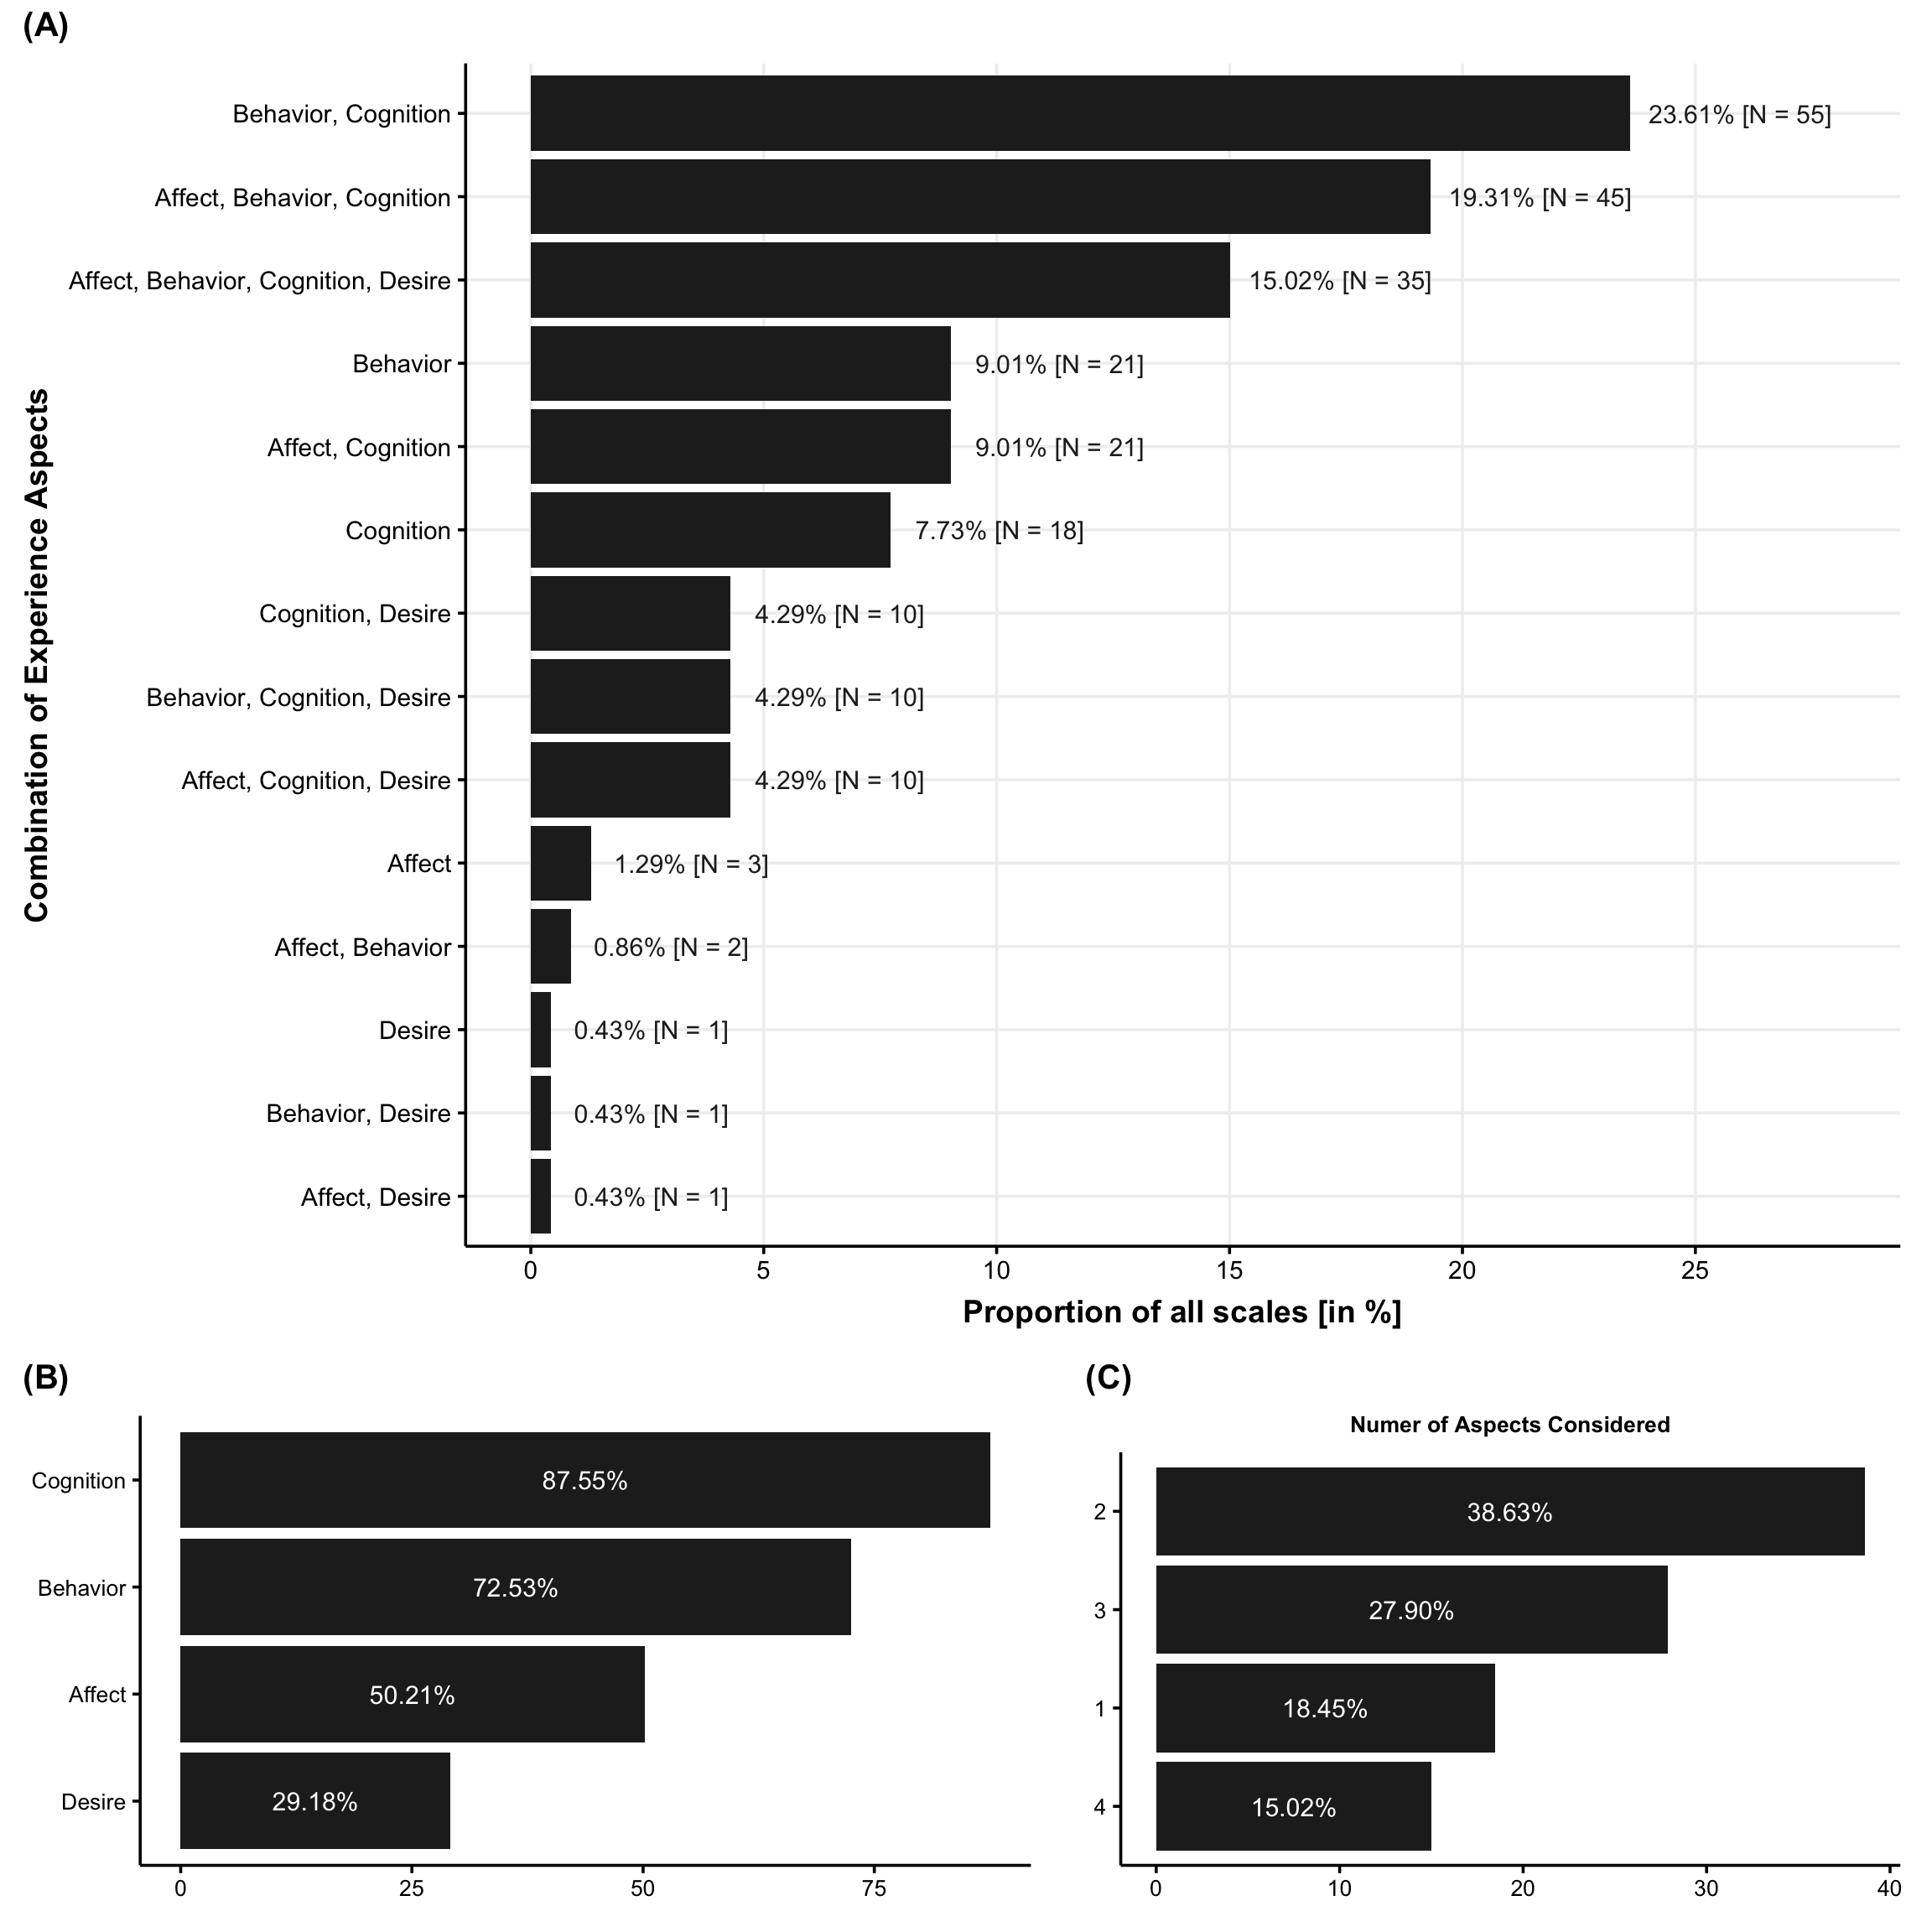 (A)
Combination of Experience Aspects
Behavior, Cognition
23.61% [N = 55]
Affect, Behavior, Cognition
19.31% [N = 45]
Affect, Behavior, Cognition, Desire
15.02% [N = 35]
Behavior
9.01% [N = 21]
Affect, Cognition
9.01% [N = 21]
Cognition
7.73% [N = 18]
Cognition, Desire
4.29% [N = 10]
Behavior, Cognition, Desire
4.29% [N = 10]
Affect, Cognition, Desire
4.29% [N = 10]
Affect
1.29% [N = 3]
Affect, Behavior
0.86% [N = 2]
Desire
0.43% [N = 1]
Behavior, Desire
0.43% [N = 1]
Affect, Desire
0.43% [N = 1]
0 5 10 15 20 25
Proportion of all scales [in %]
(B)
Cognition
87.55%
Behavior
72.53%
Affect
50.21%
Desire
29.18%
0 25 50 75
(C)
Numer of Aspects Considered
2
38.63%
3
27.90%
1
18.45%
4
15.02%
0 10 20 30 40